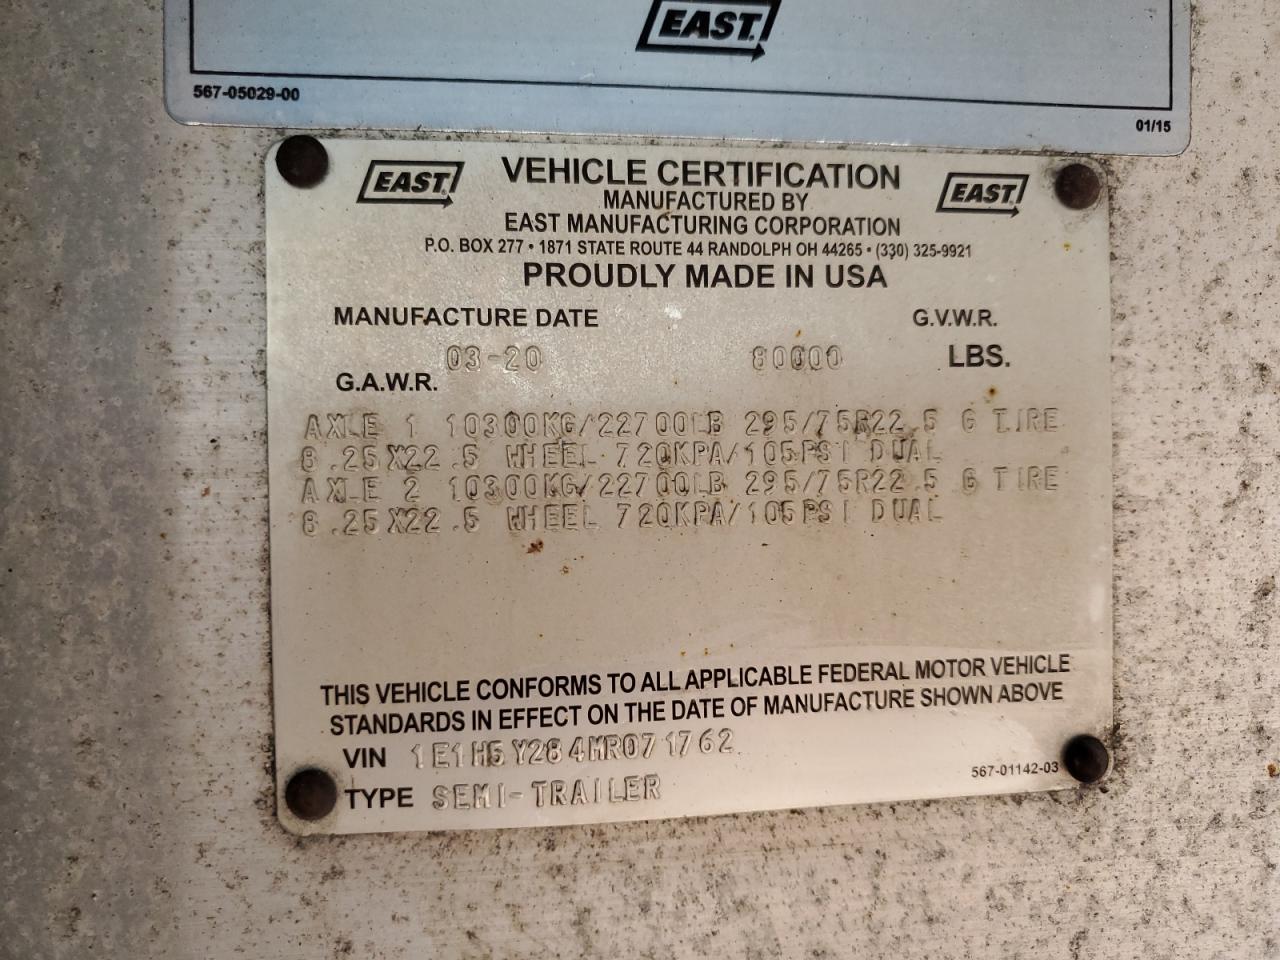 EAST
567-05029-00
01/15
EAST VEHICLE CERTIFICATION EAST
MANUFACTURED BY
EAST MANUFACTURING CORPORATION
P.O. BOX 277 • 1871 STATE ROUTE 44 RANDOLPH OH 44265 • (330) 325-9921
PROUDLY MADE IN USA
MANUFACTURE DATE G.V.W.R.
03-20 80000 LBS.
G.A.W.R.
AXLE 1 10300KG/22700LB 295/75R22.5 G TIRE
8.25X22.5 WHEEL 720KPA/105PSI DUAL
AXLE 2 10300KG/22700LB 295/75R22.5 G TIRE
8.25X22.5 WHEEL 720KPA/105PSI DUAL
THIS VEHICLE CONFORMS TO ALL APPLICABLE FEDERAL MOTOR VEHICLE
STANDARDS IN EFFECT ON THE DATE OF MANUFACTURE SHOWN ABOVE
VIN 1E1H5Y284MR071762
567-01142-03
TYPE SEMI-TRAILER